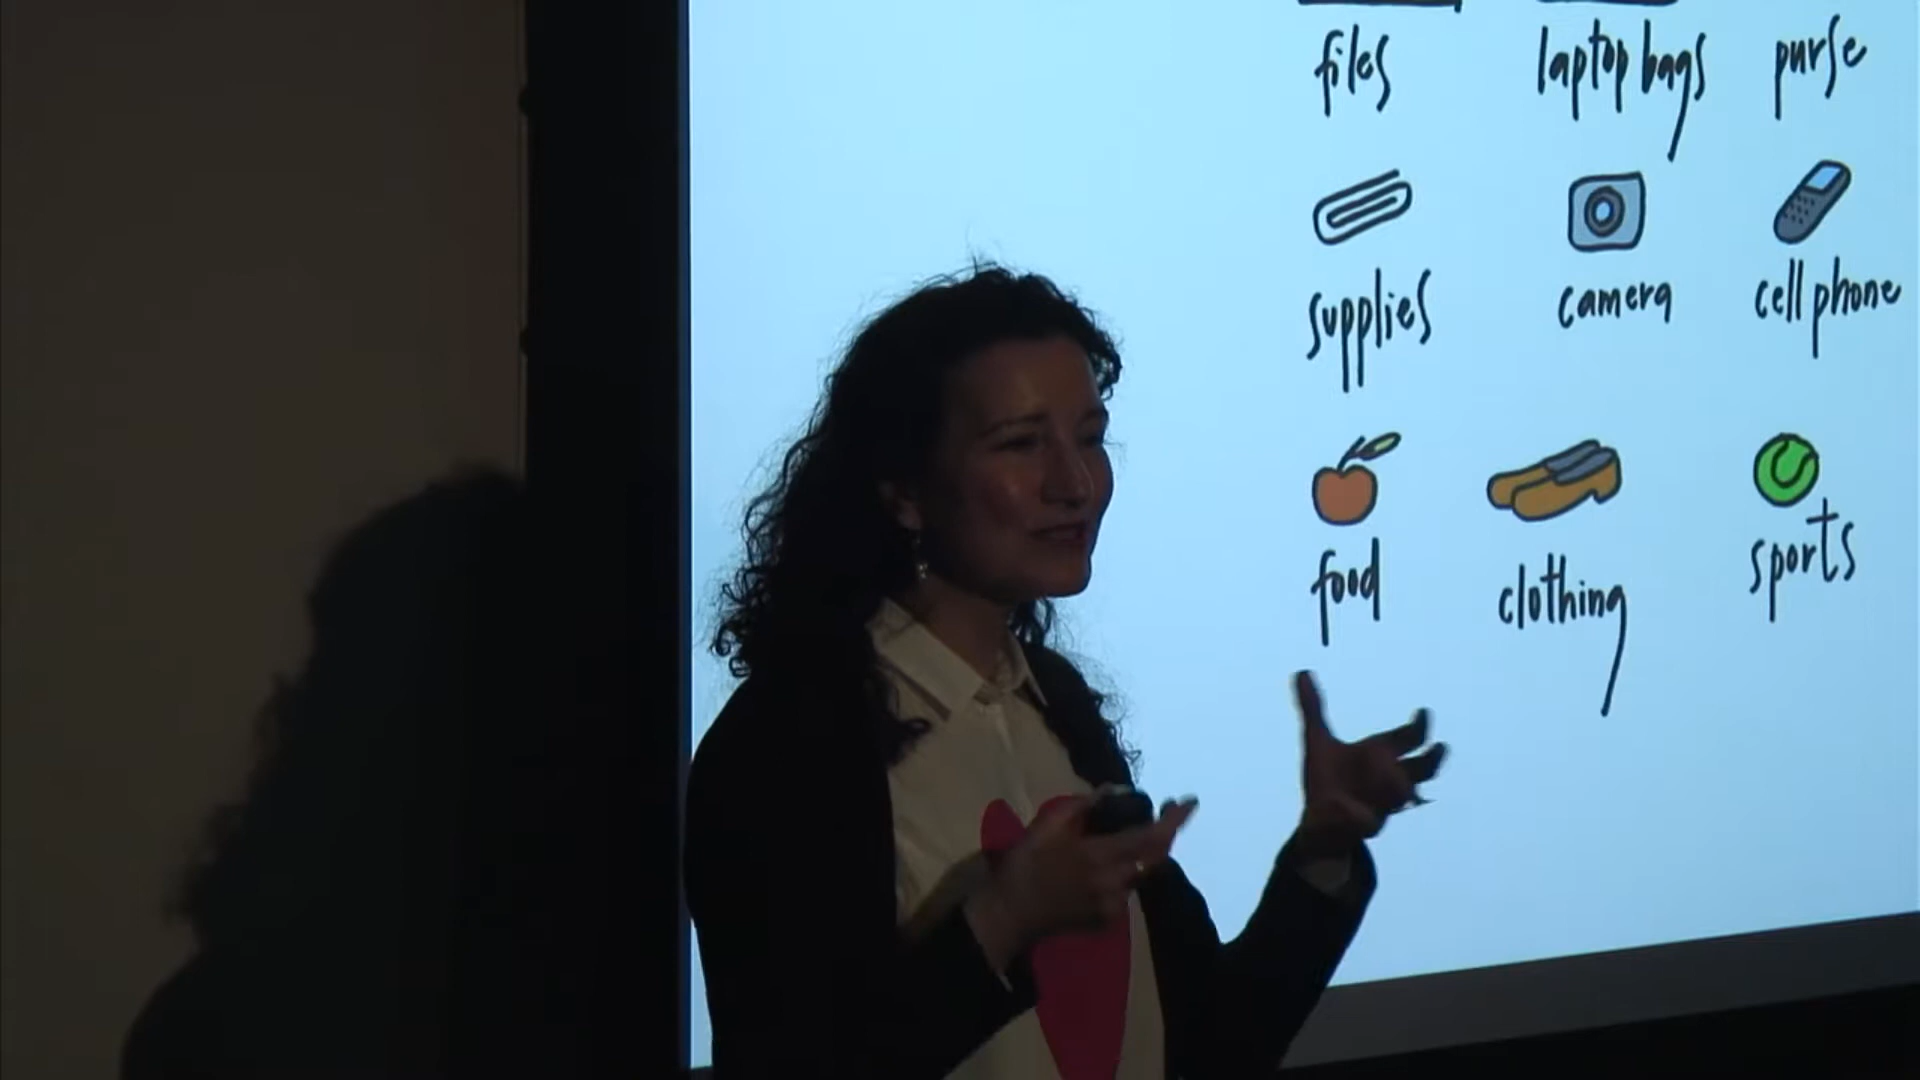 files laptop bags purse
supplies camera cell phone
food clothing sports